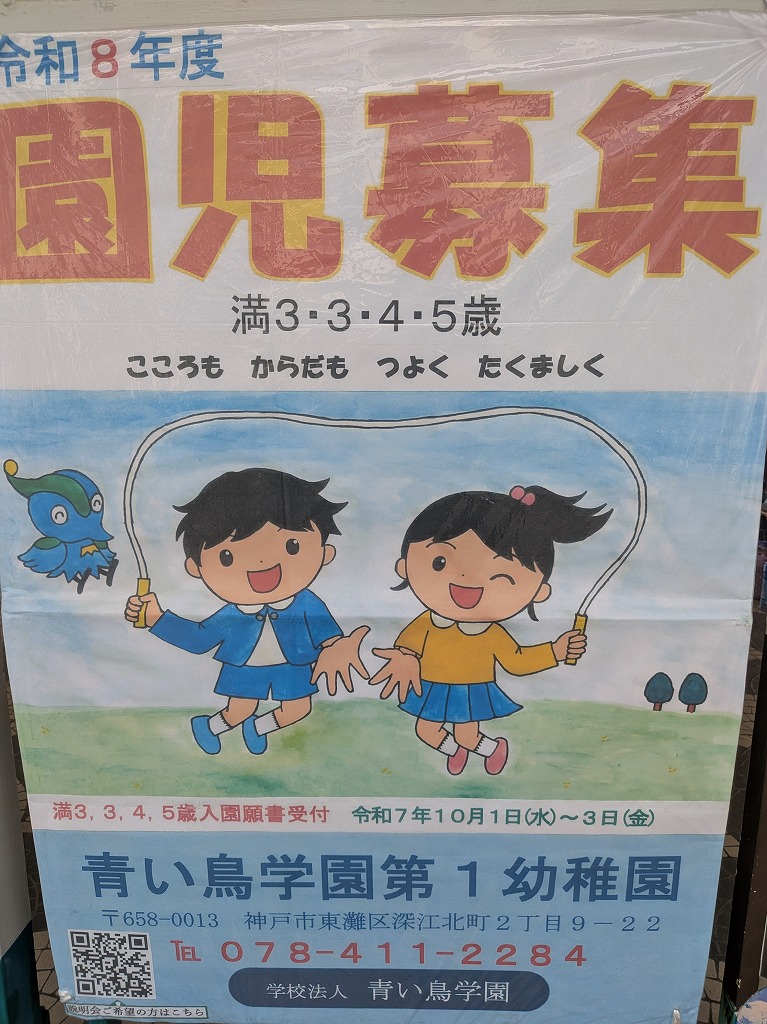 令和8年度
園児募集
満3・3・4・5歳
こころも からだも つよく たくましく
満3, 3, 4, 5歳入園願書受付 令和7年10月1日(水)～3日(金)
青い鳥学園第1幼稚園
〒658-0013 神戸市東灘区深江北町2丁目9－22
℡ 078-411-2284
学校法人 青い鳥学園
説明会ご希望の方はこちら